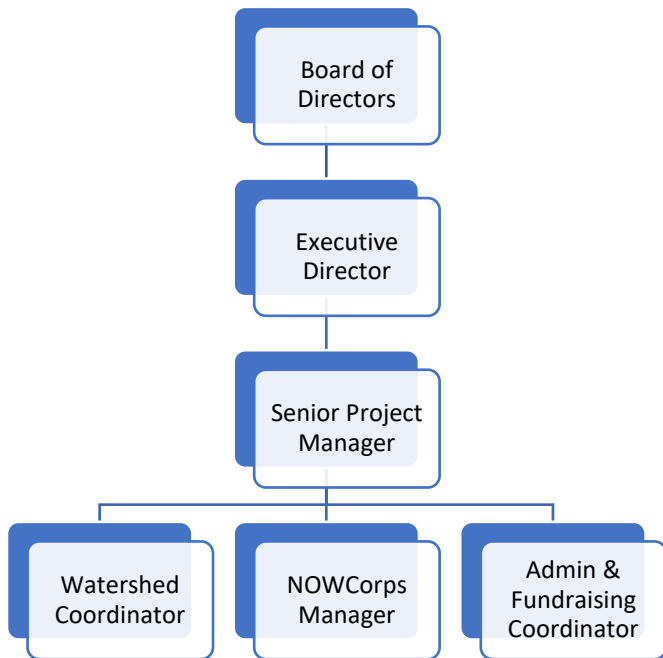 Board of
Directors
Executive
Director
Senior Project
Manager
Watershed
Coordinator
NOWCorps
Manager
Admin &
Fundraising
Coordinator